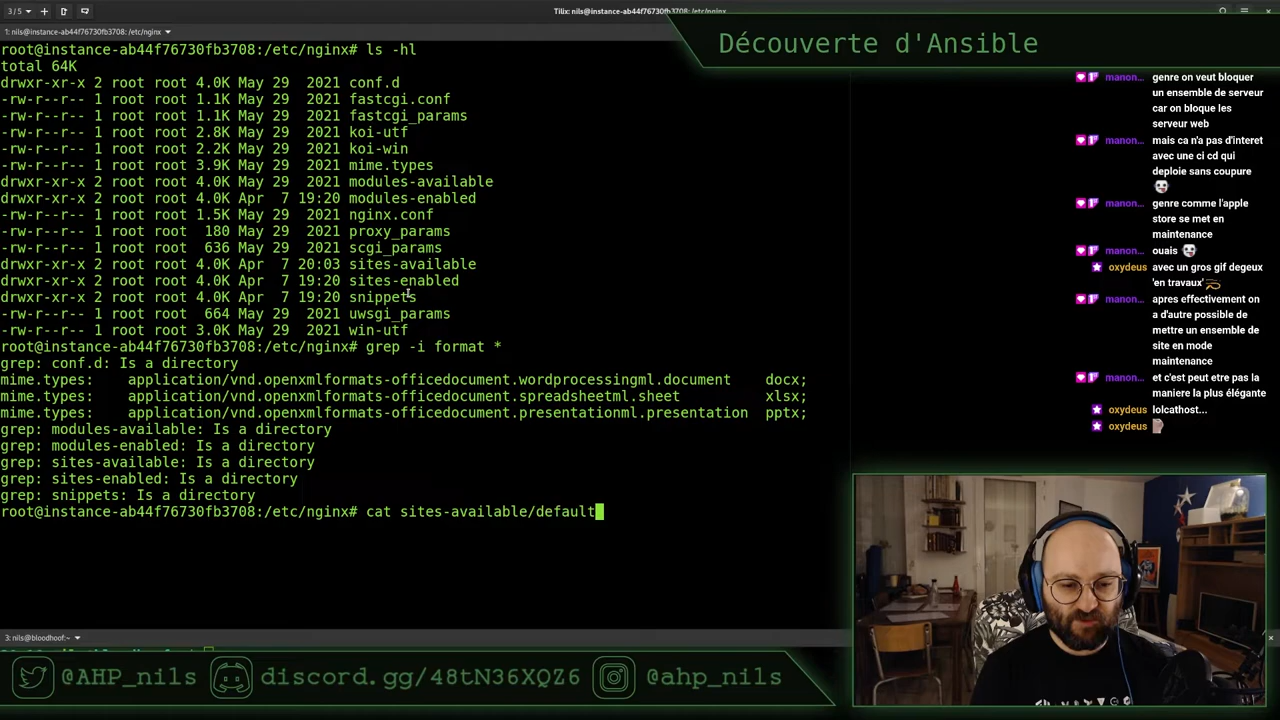 3/5
Tilix: nils@instance-ab44f76730fb3708: /etc/nginx
1: nils@instance-ab44f76730fb3708: /etc/nginx
Découverte d'Ansible
root@instance-ab44f76730fb3708:/etc/nginx# ls -hl
total 64K
drwxr-xr-x 2 root root 4.0K May 29  2021 conf.d
-rw-r--r-- 1 root root 1.1K May 29  2021 fastcgi.conf
-rw-r--r-- 1 root root 1.1K May 29  2021 fastcgi_params
-rw-r--r-- 1 root root 2.8K May 29  2021 koi-utf
-rw-r--r-- 1 root root 2.2K May 29  2021 koi-win
-rw-r--r-- 1 root root 3.9K May 29  2021 mime.types
drwxr-xr-x 2 root root 4.0K May 29  2021 modules-available
drwxr-xr-x 2 root root 4.0K Apr  7 19:20 modules-enabled
-rw-r--r-- 1 root root 1.5K May 29  2021 nginx.conf
-rw-r--r-- 1 root root  180 May 29  2021 proxy_params
-rw-r--r-- 1 root root  636 May 29  2021 scgi_params
drwxr-xr-x 2 root root 4.0K Apr  7 20:03 sites-available
drwxr-xr-x 2 root root 4.0K Apr  7 19:20 sites-enabled
drwxr-xr-x 2 root root 4.0K Apr  7 19:20 snippets
-rw-r--r-- 1 root root  664 May 29  2021 uwsgi_params
-rw-r--r-- 1 root root 3.0K May 29  2021 win-utf
root@instance-ab44f76730fb3708:/etc/nginx# grep -i format *
grep: conf.d: Is a directory
mime.types:    application/vnd.openxmlformats-officedocument.wordprocessingml.document    docx;
mime.types:    application/vnd.openxmlformats-officedocument.spreadsheetml.sheet          xlsx;
mime.types:    application/vnd.openxmlformats-officedocument.presentationml.presentation  pptx;
grep: modules-available: Is a directory
grep: modules-enabled: Is a directory
grep: sites-available: Is a directory
grep: sites-enabled: Is a directory
grep: snippets: Is a directory
root@instance-ab44f76730fb3708:/etc/nginx# cat sites-available/default
3: nils@bloodhoof:~
manon... genre on veut bloquer
un ensemble de serveur
car on bloque les
serveur web
manon... mais ca n'a pas d'interet
avec une ci cd qui
deploie sans coupure
manon... genre comme l'apple
store se met en
maintenance
manon... ouais
oxydeus avec un gros gif degeux
'en travaux'
manon... apres effectivement on
a d'autre possible de
mettre un ensemble de
site en mode
maintenance
manon... et c'est peut etre pas la
maniere la plus élégante
oxydeus lolcathost...
oxydeus
@AHP_nils
discord.gg/48tN36XQZ6
@ahp_nils